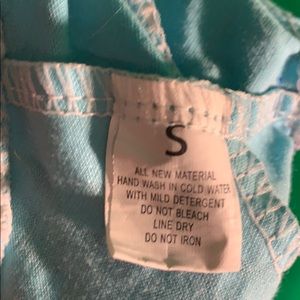 S
ALL NEW MATERIAL
HAND WASH IN COLD WATER
WITH MILD DETERGENT
DO NOT BLEACH
LINE DRY
DO NOT IRON